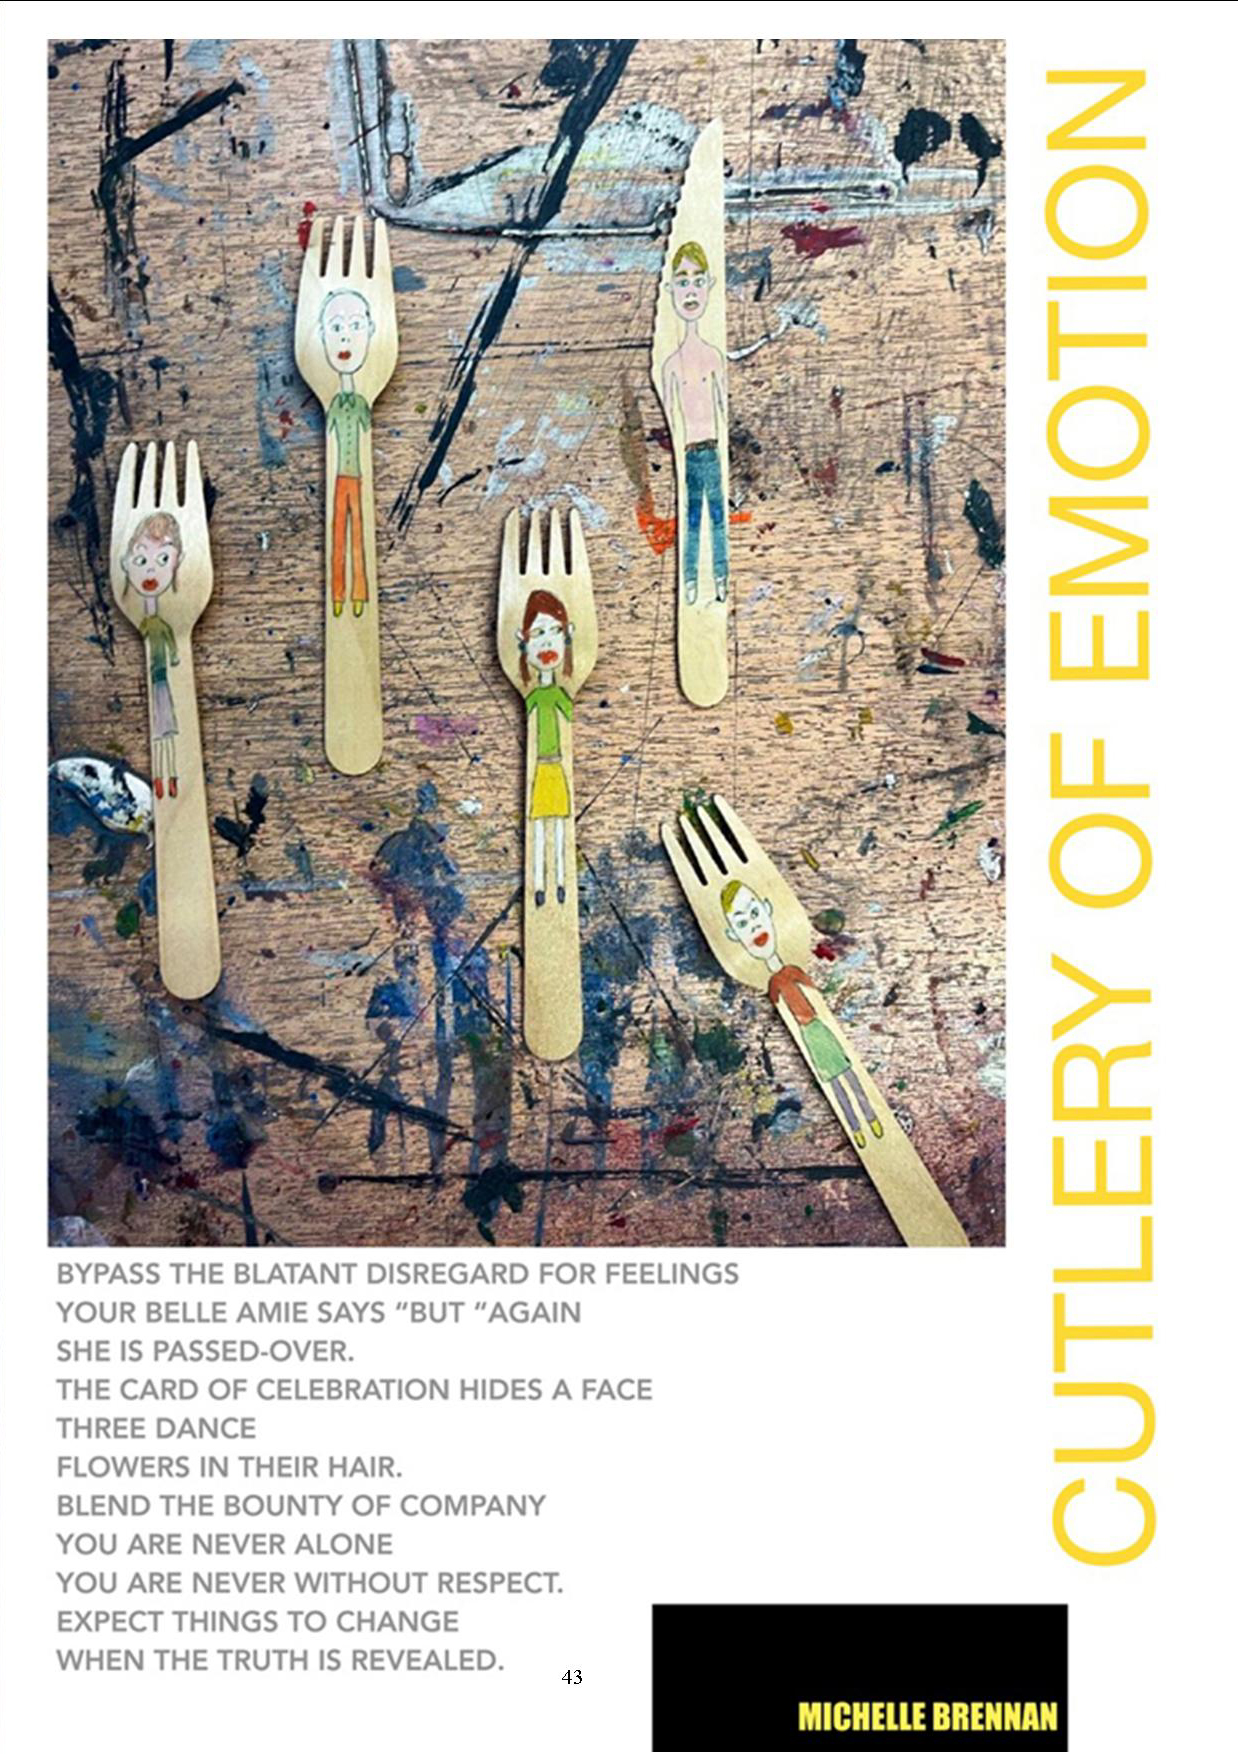 CUTLERY OF EMOTION
BYPASS THE BLATANT DISREGARD FOR FEELINGS
YOUR BELLE AMIE SAYS “BUT “AGAIN
SHE IS PASSED-OVER.
THE CARD OF CELEBRATION HIDES A FACE
THREE DANCE
FLOWERS IN THEIR HAIR.
BLEND THE BOUNTY OF COMPANY
YOU ARE NEVER ALONE
YOU ARE NEVER WITHOUT RESPECT.
EXPECT THINGS TO CHANGE
WHEN THE TRUTH IS REVEALED.
43
MICHELLE BRENNAN